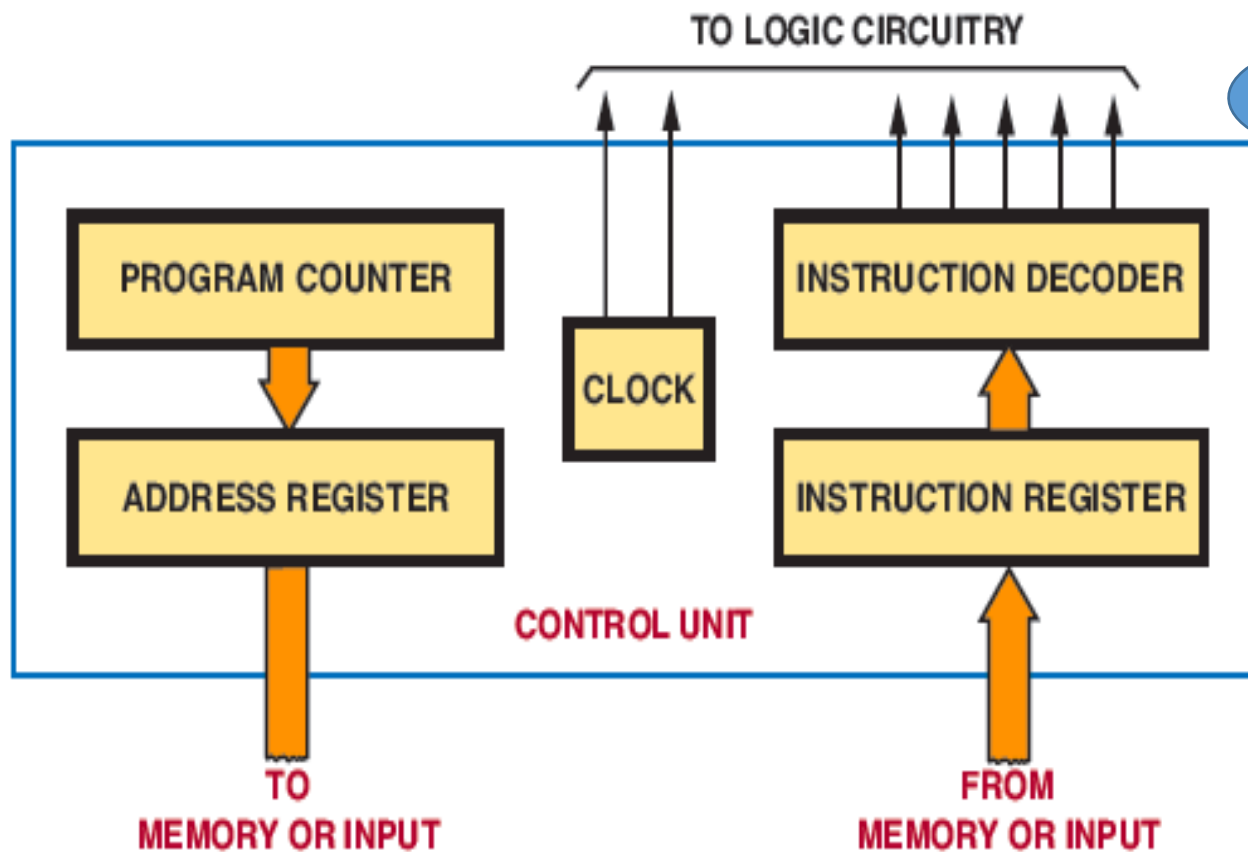 TO LOGIC CIRCUITRY
PROGRAM COUNTER
INSTRUCTION DECODER
CLOCK
ADDRESS REGISTER
INSTRUCTION REGISTER
CONTROL UNIT
TO
MEMORY OR INPUT
FROM
MEMORY OR INPUT